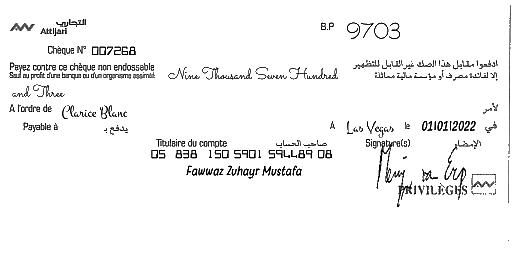 التجاري
Attijari
B.P 9703
Chèque N° 007268
Payez contre ce chèque non endossable
Sauf au profit d'une banque ou d'un organisme assimilé
Nine Thousand Seven Hundred
ادفعوا مقابل هذا الصك غير القابل للتظهير
إلا لفائدة مصرف أو مؤسسة مالية مماثلة
and Three
A l'ordre de Clarice Blanc
لأمر
Payable à
يدفع بـ
A Las Vegas le 01/01/2022 في
Titulaire du compte صاحب الحساب
Signature(s) الإمضاء
05 838 150 5901 594489 08
Fawwaz Zuhayr Mustafa
PRIVILÈGES